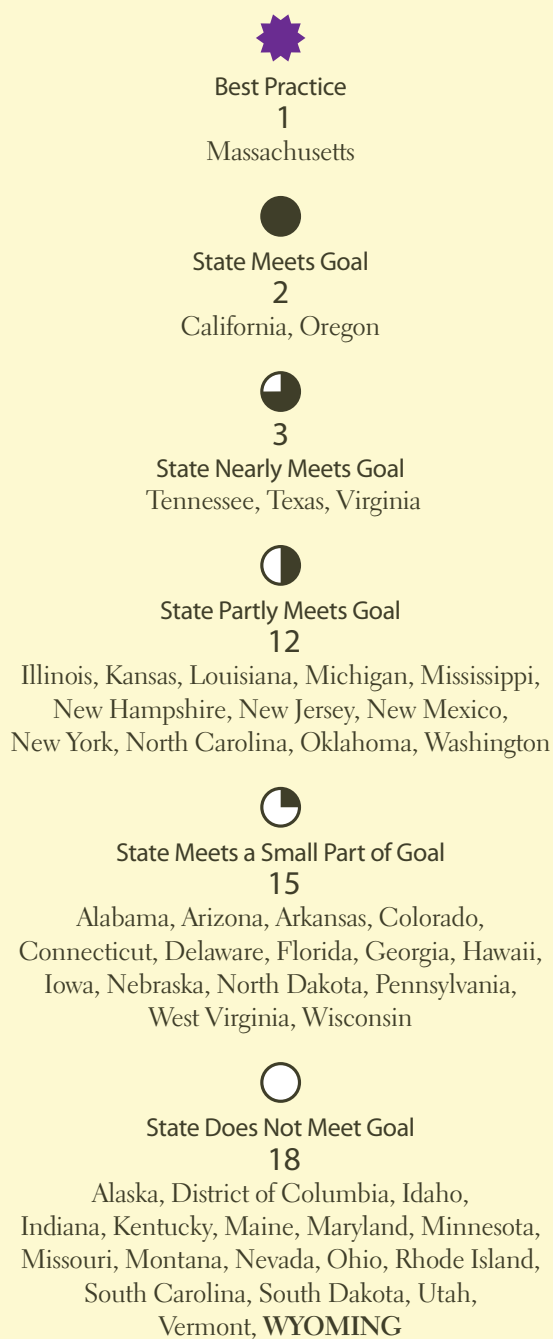 Best Practice
1
Massachusetts
State Meets Goal
2
California, Oregon
3
State Nearly Meets Goal
Tennessee, Texas, Virginia
State Partly Meets Goal
12
Illinois, Kansas, Louisiana, Michigan, Mississippi,
New Hampshire, New Jersey, New Mexico,
New York, North Carolina, Oklahoma, Washington
State Meets a Small Part of Goal
15
Alabama, Arizona, Arkansas, Colorado,
Connecticut, Delaware, Florida, Georgia, Hawaii,
Iowa, Nebraska, North Dakota, Pennsylvania,
West Virginia, Wisconsin
State Does Not Meet Goal
18
Alaska, District of Columbia, Idaho,
Indiana, Kentucky, Maine, Maryland, Minnesota,
Missouri, Montana, Nevada, Ohio, Rhode Island,
South Carolina, South Dakota, Utah,
Vermont, WYOMING